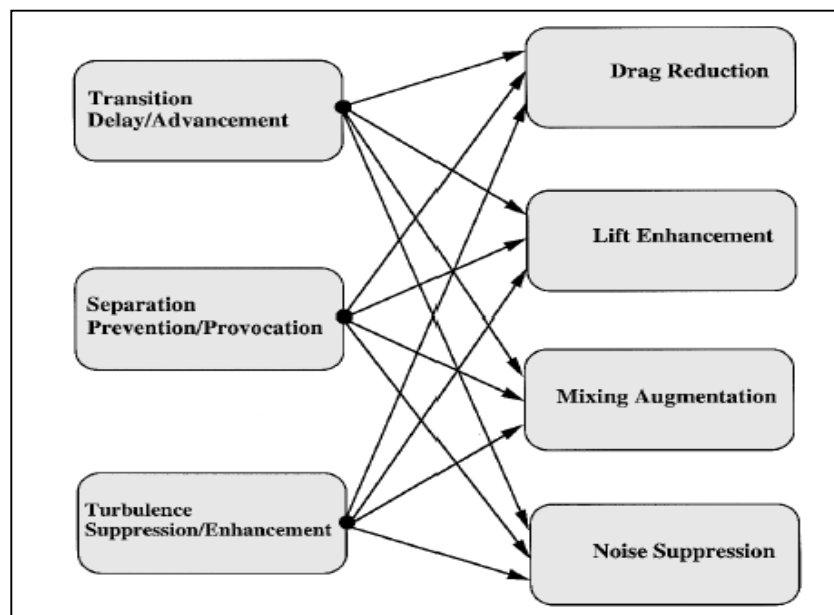 Transition
Delay/Advancement
Separation
Prevention/Provocation
Turbulence
Suppression/Enhancement
Drag Reduction
Lift Enhancement
Mixing Augmentation
Noise Suppression